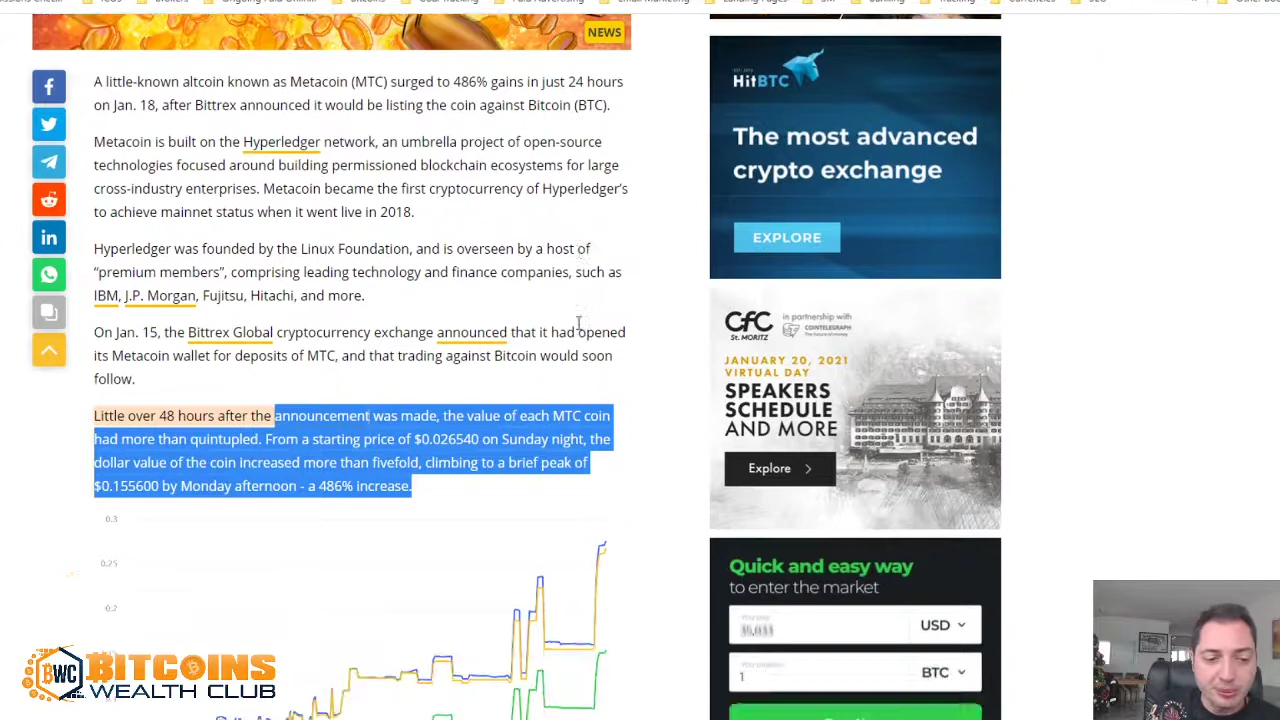 NEWS
A little-known altcoin known as Metacoin (MTC) surged to 486% gains in just 24 hours
on Jan. 18, after Bittrex announced it would be listing the coin against Bitcoin (BTC).
Metacoin is built on the Hyperledger network, an umbrella project of open-source
technologies focused around building permissioned blockchain ecosystems for large
cross-industry enterprises. Metacoin became the first cryptocurrency of Hyperledger’s
to achieve mainnet status when it went live in 2018.
Hyperledger was founded by the Linux Foundation, and is overseen by a host of
“premium members”, comprising leading technology and finance companies, such as
IBM, J.P. Morgan, Fujitsu, Hitachi, and more.
On Jan. 15, the Bittrex Global cryptocurrency exchange announced that it had opened
its Metacoin wallet for deposits of MTC, and that trading against Bitcoin would soon
follow.
Little over 48 hours after the announcement was made, the value of each MTC coin
had more than quintupled. From a starting price of $0.026540 on Sunday night, the
dollar value of the coin increased more than fivefold, climbing to a brief peak of
$0.155600 by Monday afternoon - a 486% increase.
0.3
0.25
0.2
HitBTC
The most advanced
crypto exchange
EXPLORE
CFC
St. MORITZ
in partnership with
COINTELEGRAPH
JANUARY 20, 2021
VIRTUAL DAY
SPEAKERS
SCHEDULE
AND MORE
Explore
Quick and easy way
to enter the market
USD
1
BTC
BWC
BITCOINS
WEALTH CLUB